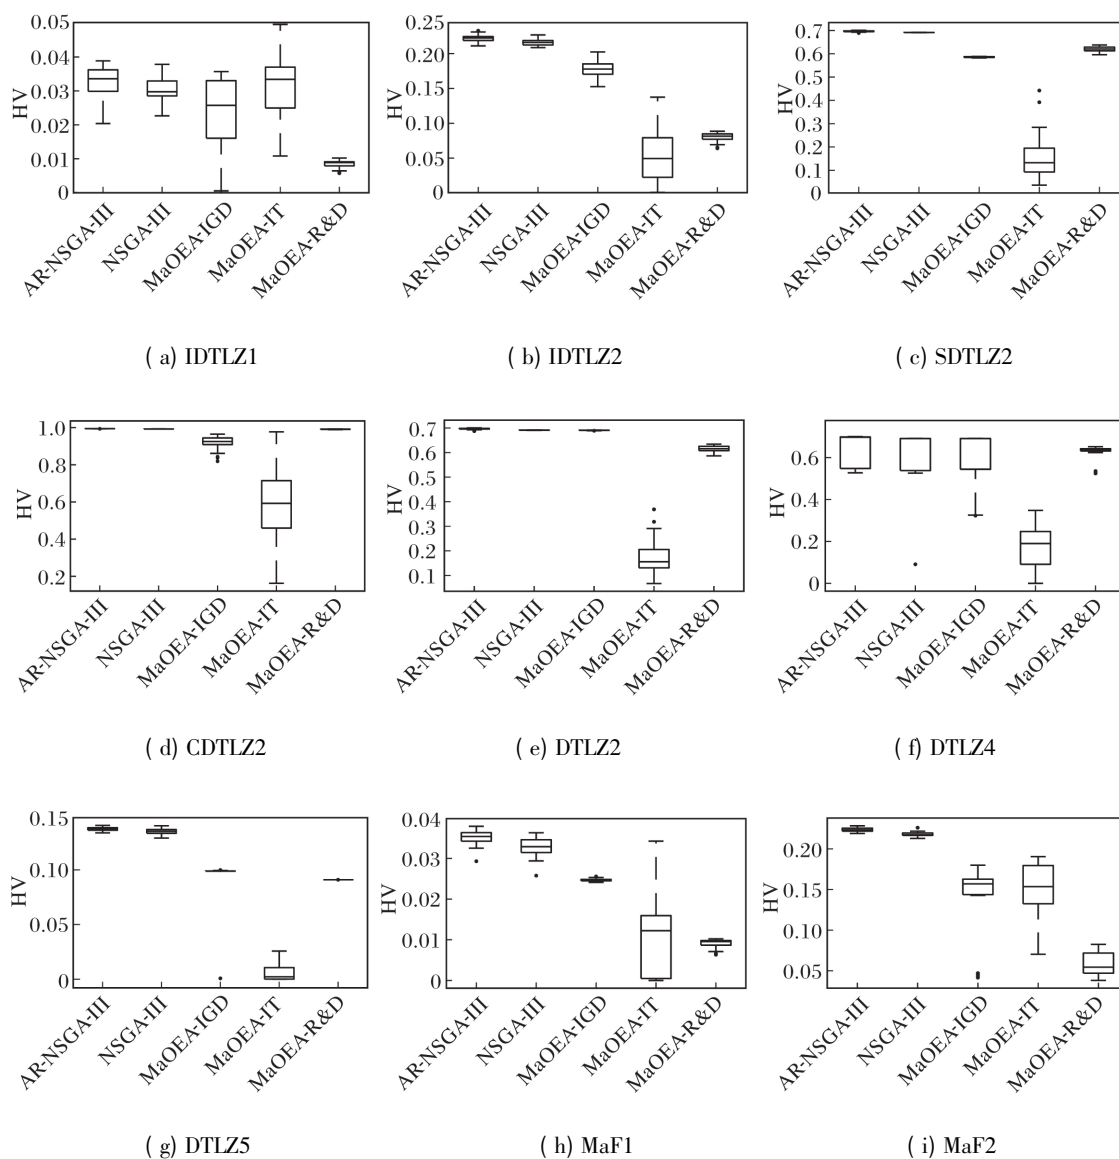 0.05
0.04
0.03
0.02
0.01
0
HV
AR-NSGA-III
NSGA-III
MaOEA-IGD
MaOEA-IT
MaOEA-R&D
( a) IDTLZ1
0.25
0.20
0.15
0.10
0.05
0
HV
AR-NSGA-III
NSGA-III
MaOEA-IGD
MaOEA-IT
MaOEA-R&D
( b) IDTLZ2
0.7
0.6
0.5
0.4
0.3
0.2
0.1
0
HV
AR-NSGA-III
NSGA-III
MaOEA-IGD
MaOEA-IT
MaOEA-R&D
( c) SDTLZ2
1.0
0.8
0.6
0.4
0.2
HV
AR-NSGA-III
NSGA-III
MaOEA-IGD
MaOEA-IT
MaOEA-R&D
( d) CDTLZ2
0.7
0.6
0.5
0.4
0.3
0.2
0.1
HV
AR-NSGA-III
NSGA-III
MaOEA-IGD
MaOEA-IT
MaOEA-R&D
( e) DTLZ2
0.6
0.4
0.2
0
HV
AR-NSGA-III
NSGA-III
MaOEA-IGD
MaOEA-IT
MaOEA-R&D
( f) DTLZ4
0.15
0.10
0.05
0
HV
AR-NSGA-III
NSGA-III
MaOEA-IGD
MaOEA-IT
MaOEA-R&D
( g) DTLZ5
0.04
0.03
0.02
0.01
0
HV
AR-NSGA-III
NSGA-III
MaOEA-IGD
MaOEA-IT
MaOEA-R&D
( h) MaF1
0.20
0.15
0.10
0.05
HV
AR-NSGA-III
NSGA-III
MaOEA-IGD
MaOEA-IT
MaOEA-R&D
( i) MaF2